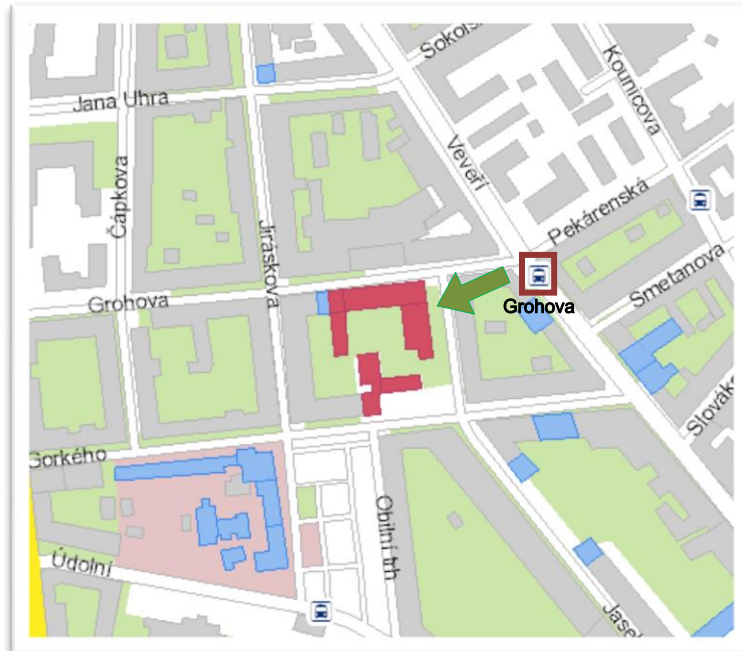 Sokols
Kounicova
Jana Uhra
Veveří
Čápkova
Pekárenská
Jiráskova
Smetanova
Grohova
Grohova
Slovák
Gorkého
Obilní trh
Údolní
Jasel